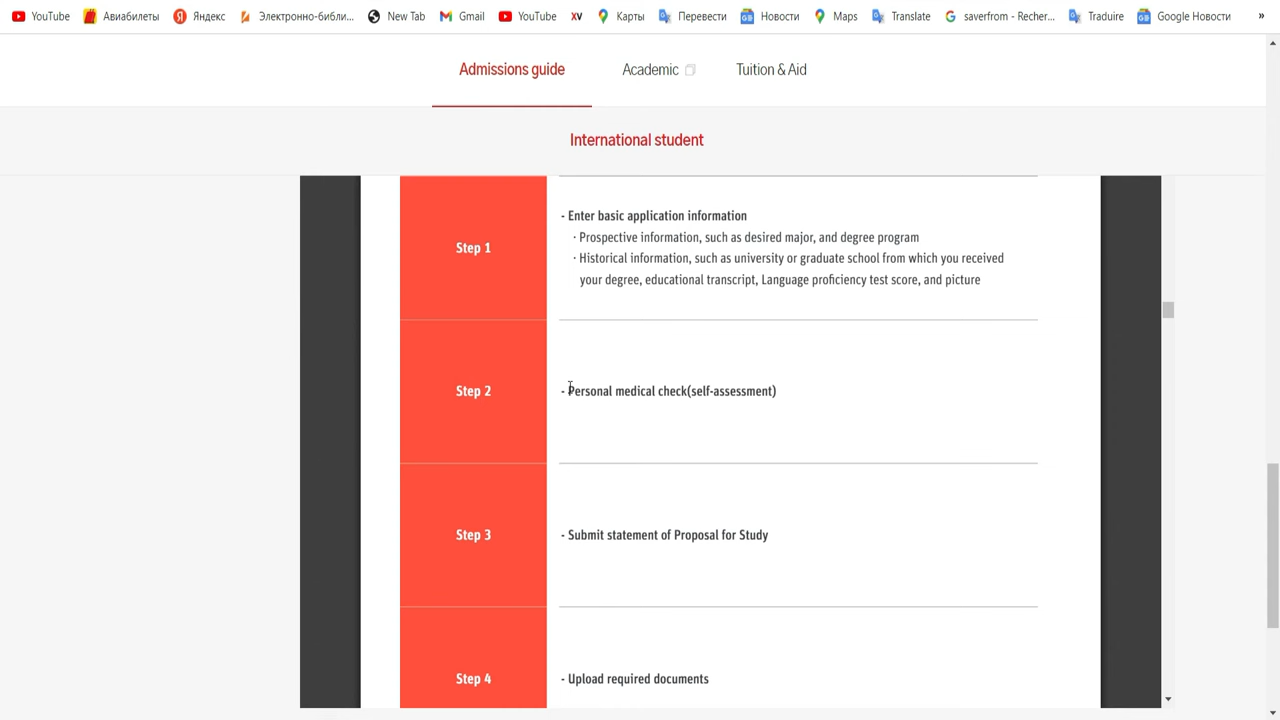 YouTube Авиабилеты Яндекс Электронно-библи... New Tab Gmail YouTube XV Карты Перевести Новости Maps Translate saverfrom - Recher... Traduire Google Новости »
Admissions guide Academic Tuition & Aid
International student
Step 1
- Enter basic application information
· Prospective information, such as desired major, and degree program
· Historical information, such as university or graduate school from which you received
your degree, educational transcript, Language proficiency test score, and picture
Step 2
- Personal medical check(self-assessment)
Step 3
- Submit statement of Proposal for Study
Step 4
- Upload required documents